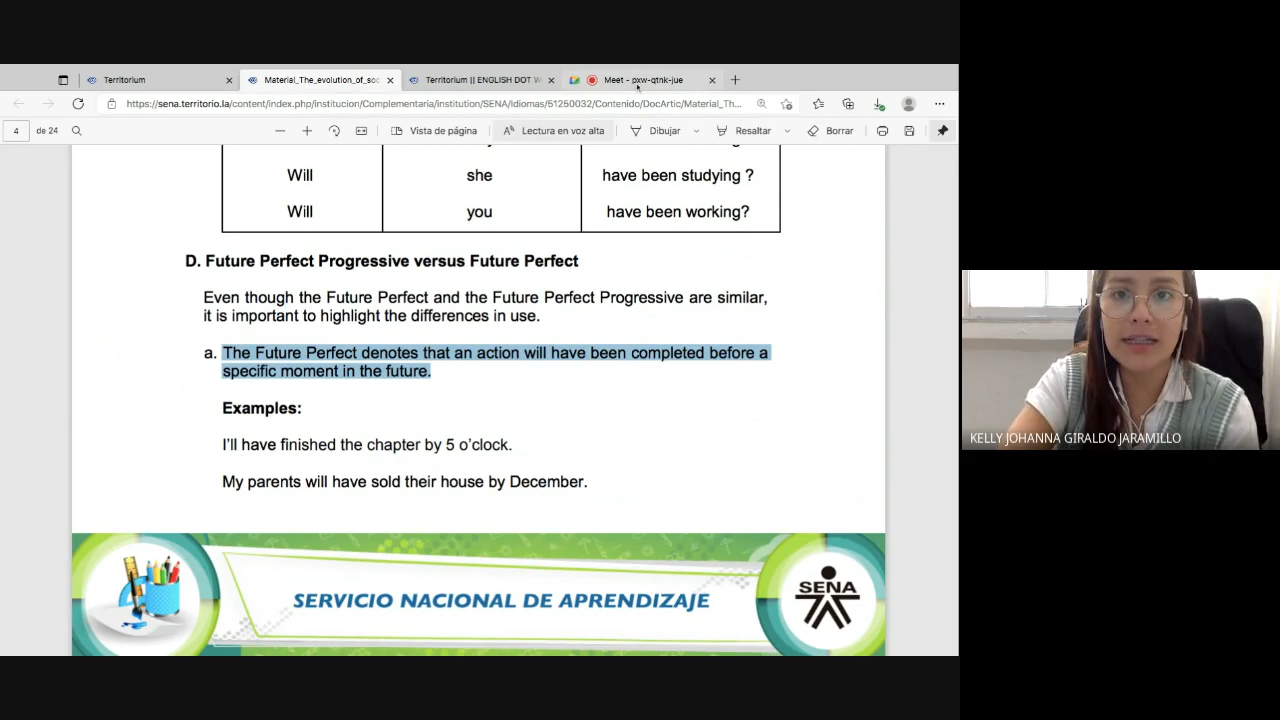 Territorium
Material_The_evolution_of_soc
Territorium || ENGLISH DOT W
Meet - pxw-qtnk-jue
https://sena.territorio.la/content/index.php/institucion/Complementaria/institution/SENA/Idiomas/51250032/Contenido/DocArtic/Material_Th...
4 de 24 Vista de página Lectura en voz alta Dibujar Resaltar Borrar
Will she have been studying ?
Will you have been working?
D. Future Perfect Progressive versus Future Perfect
Even though the Future Perfect and the Future Perfect Progressive are similar,
it is important to highlight the differences in use.
a. The Future Perfect denotes that an action will have been completed before a
specific moment in the future.
Examples:
I’ll have finished the chapter by 5 o’clock.
My parents will have sold their house by December.
SERVICIO NACIONAL DE APRENDIZAJE
SENA
KELLY JOHANNA GIRALDO JARAMILLO